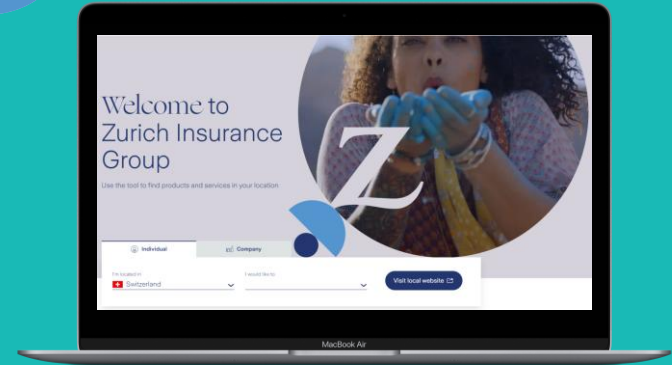 Welcome to
Zurich Insurance
Group
Use the tool to find products and services in your location
Z
Individual
Company
I'm located in
I would like to
Switzerland
Visit local website
MacBook Air